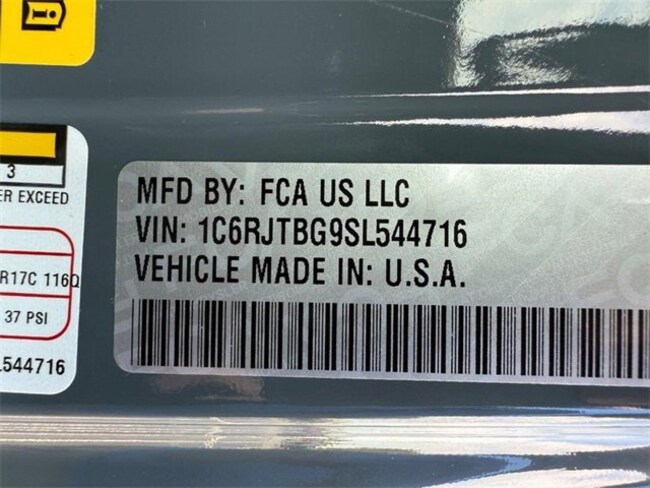 3
ER EXCEED
R17C 116Q
37 PSI
L544716
MFD BY: FCA US LLC
VIN: 1C6RJTBG9SL544716
VEHICLE MADE IN: U.S.A.